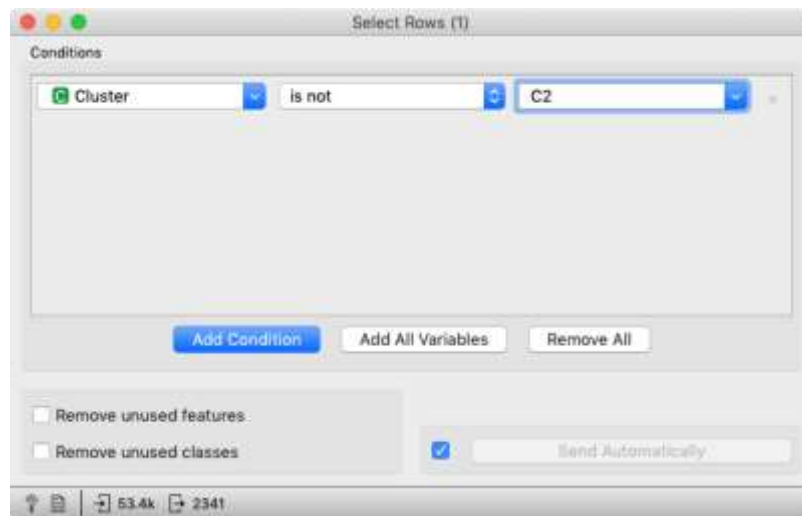 Select Rows (1)
Conditions
C Cluster is not C2
Add Condition Add All Variables Remove All
Remove unused features
Remove unused classes Send Automatically
53.4k 2341